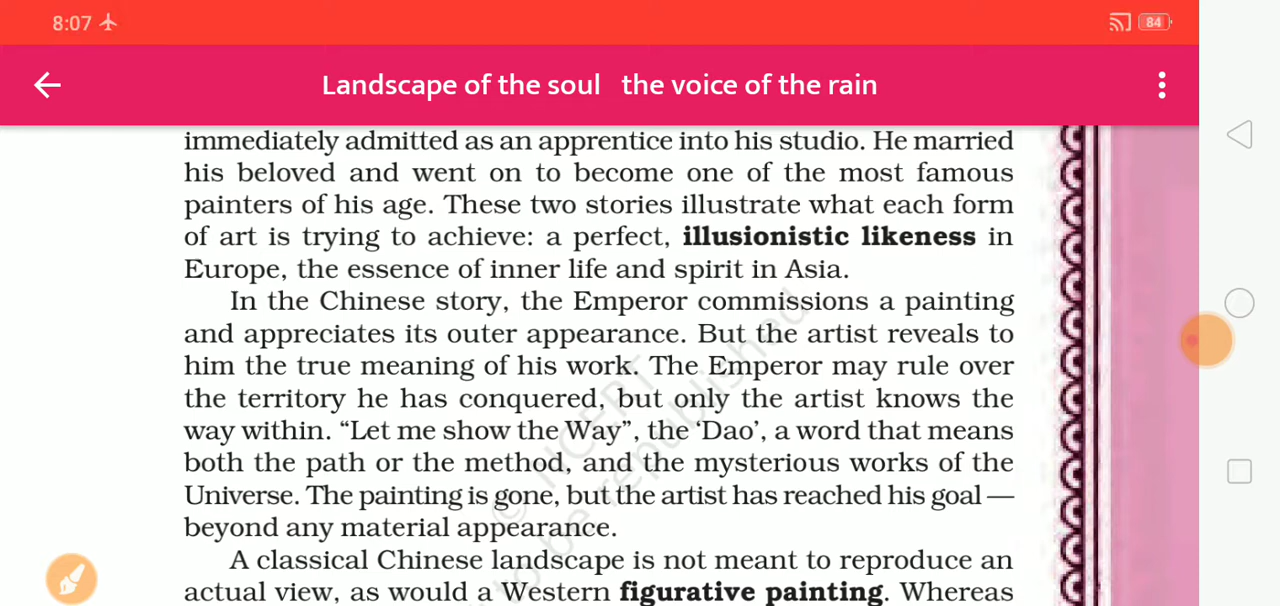 8:07
84
Landscape of the soul the voice of the rain
immediately admitted as an apprentice into his studio. He married
his beloved and went on to become one of the most famous
painters of his age. These two stories illustrate what each form
of art is trying to achieve: a perfect, illusionistic likeness in
Europe, the essence of inner life and spirit in Asia.
In the Chinese story, the Emperor commissions a painting
and appreciates its outer appearance. But the artist reveals to
him the true meaning of his work. The Emperor may rule over
the territory he has conquered, but only the artist knows the
way within. “Let me show the Way”, the ‘Dao’, a word that means
both the path or the method, and the mysterious works of the
Universe. The painting is gone, but the artist has reached his goal —
beyond any material appearance.
A classical Chinese landscape is not meant to reproduce an
actual view, as would a Western figurative painting. Whereas
© NCERT
to be republished